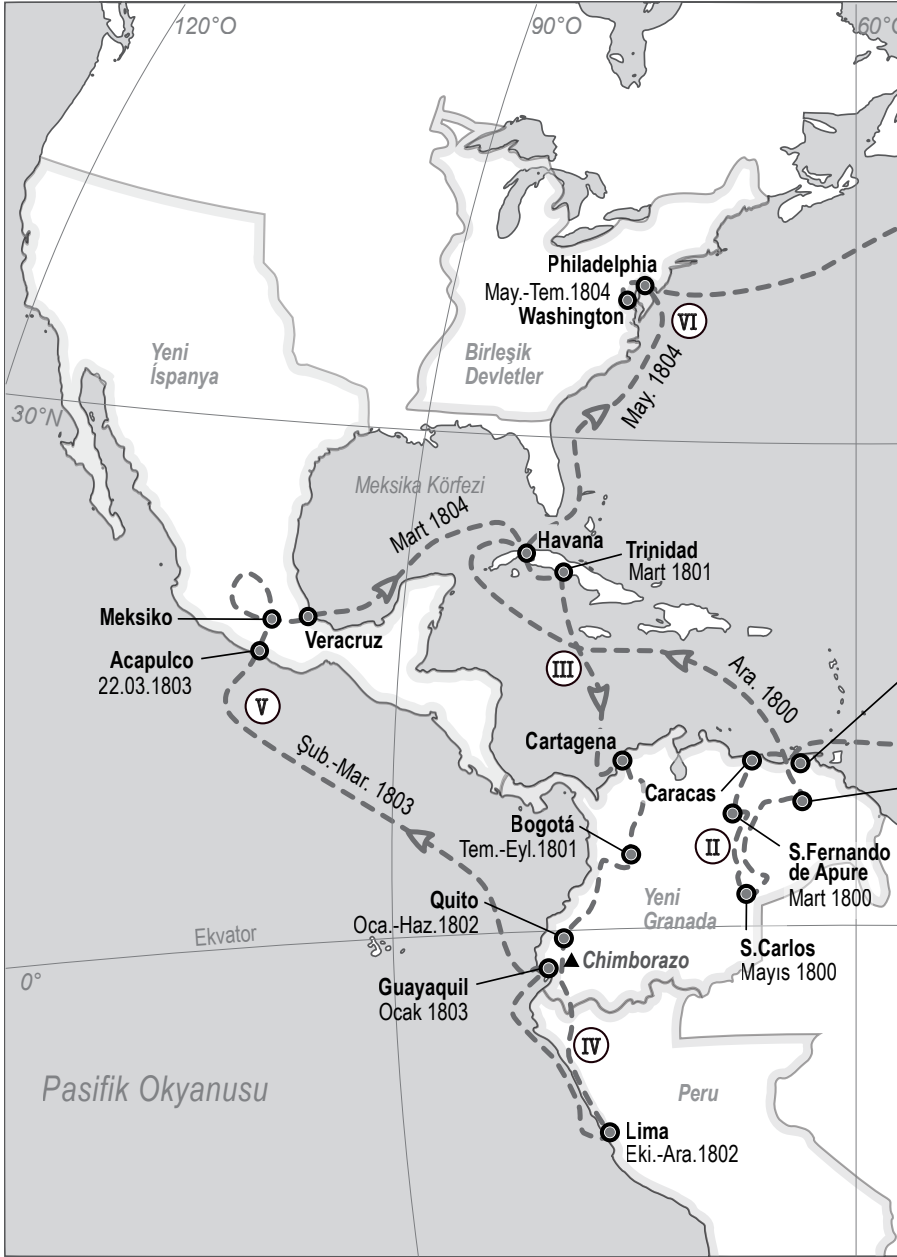 120°O
90°O
60°O
Philadelphia
May.-Tem.1804
Washington
VI
Yeni
İspanya
Birleşik
Devletler
May. 1804
30°N
Meksika Körfezi
Mart 1804
Havana
Trinidad
Mart 1801
Meksiko
Veracruz
Acapulco
22.03.1803
III
Ara. 1800
V
Şub.-Mar. 1803
Cartagena
Caracas
Bogotá
Tem.-Eyl.1801
II
S.Fernando
de Apure
Mart 1800
Quito
Oca.-Haz.1802
Yeni
Granada
Ekvator
S.Carlos
Mayıs 1800
0°
Chimborazo
Guayaquil
Ocak 1803
IV
Pasifik Okyanusu
Peru
Lima
Eki.-Ara.1802